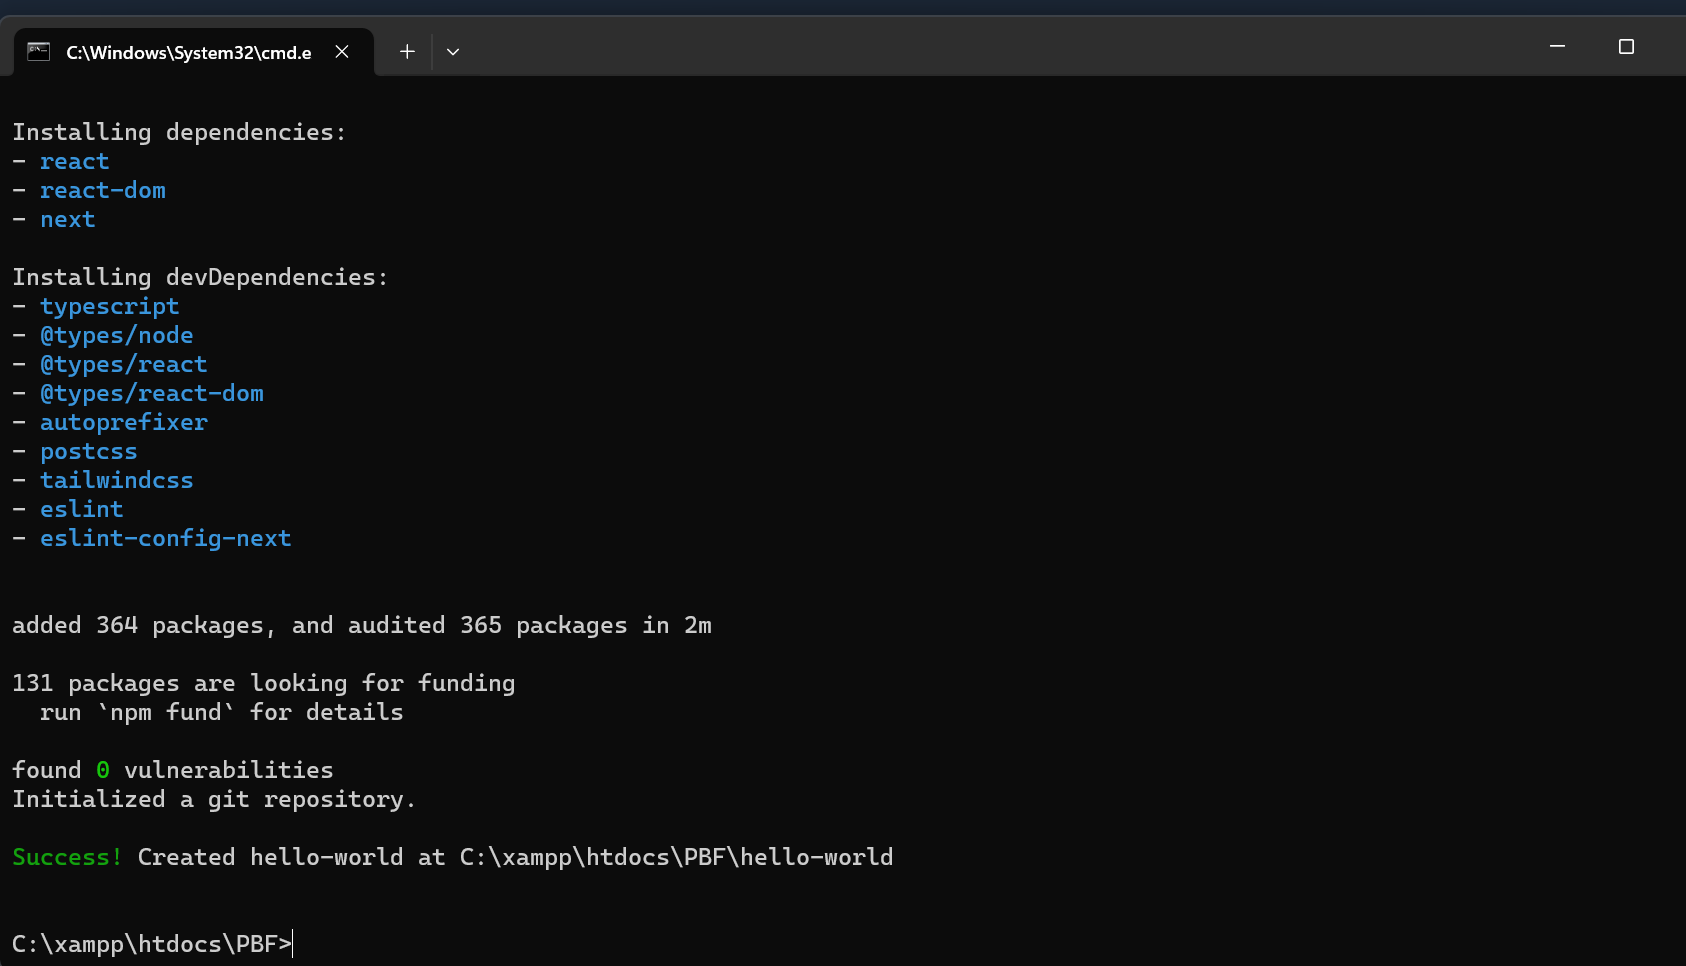 C:\Windows\System32\cmd.e
Installing dependencies:
- react
- react-dom
- next
Installing devDependencies:
- typescript
- @types/node
- @types/react
- @types/react-dom
- autoprefixer
- postcss
- tailwindcss
- eslint
- eslint-config-next
added 364 packages, and audited 365 packages in 2m
131 packages are looking for funding
  run `npm fund` for details
found 0 vulnerabilities
Initialized a git repository.
Success! Created hello-world at C:\xampp\htdocs\PBF\hello-world
C:\xampp\htdocs\PBF>